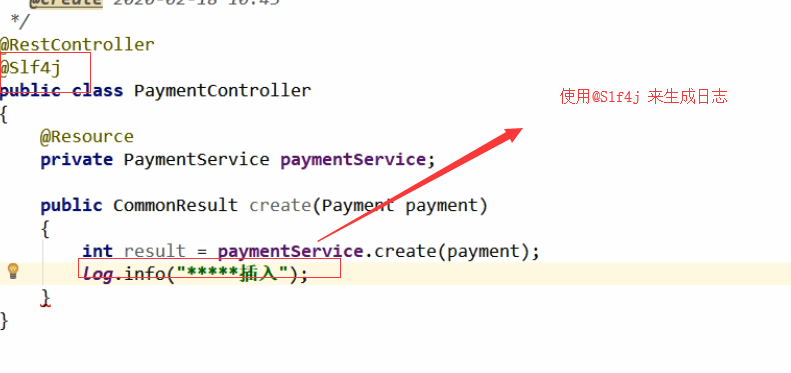 @create 2020-02-18 10:43
*/
@RestController
@Slf4j
public class PaymentController
{
@Resource
private PaymentService paymentService;
public CommonResult create(Payment payment)
{
int result = paymentService.create(payment);
log.info("*****插入");
}
}
使用@Slf4j 来生成日志